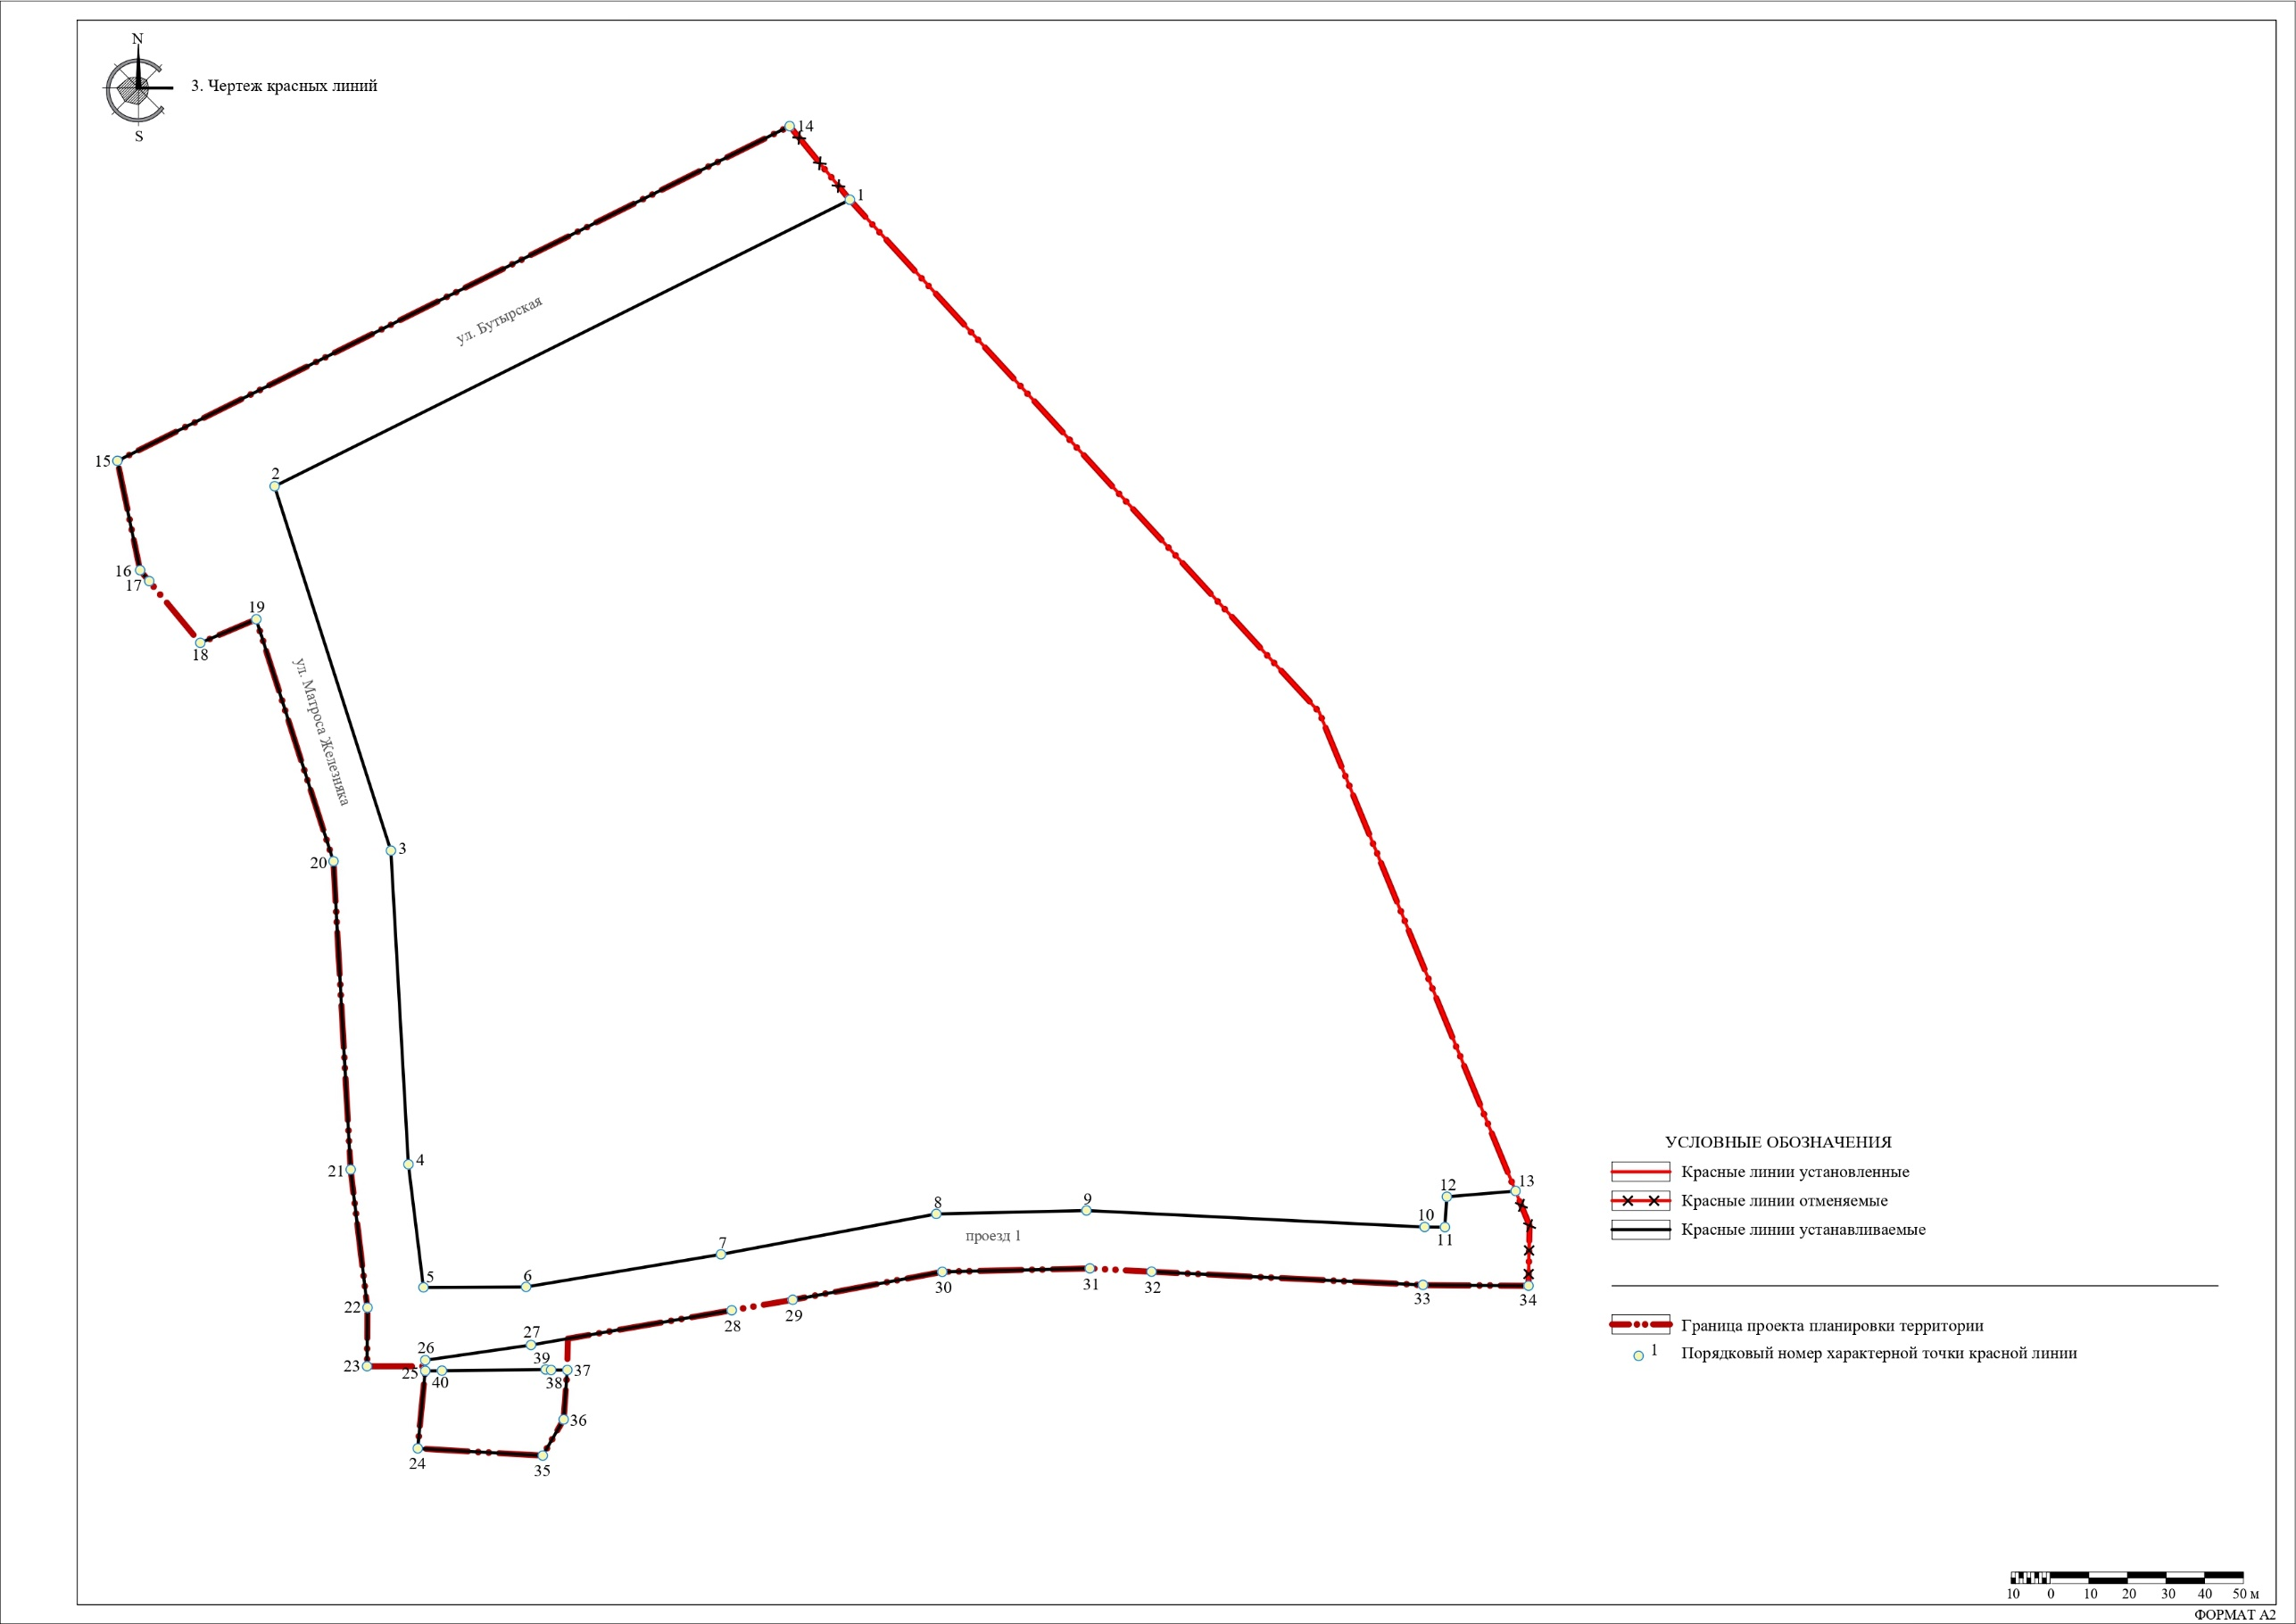 N
3. Чертеж красных линий
S
14
1
ул. Бутырская
15
2
16
17
19
18
ул. Матроса Железняка
3
20
4
21
УСЛОВНЫЕ ОБОЗНАЧЕНИЯ
Красные линии установленные
Красные линии отменяемые
Красные линии устанавливаемые
13
12
8
9
10
11
проезд 1
7
5
6
30
31
32
33
34
22
29
28
27
Граница проекта планировки территории
1
Порядковый номер характерной точки красной линии
26
23
25
39
40
38
37
36
24
35
10 0 10 20 30 40 50 м
ФОРМАТ А2